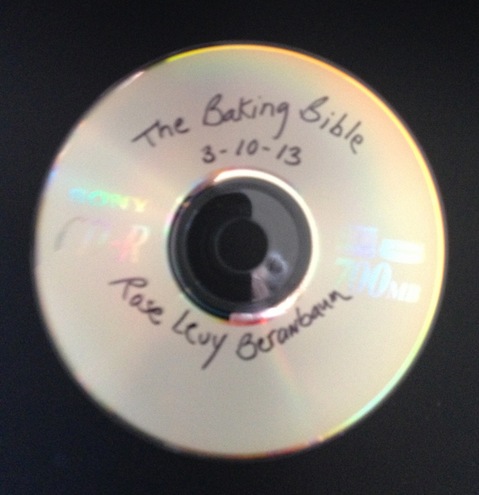 The Baking Bible
3-10-13
SONY
CD-R
700MB
Rose Levy Beranbaum